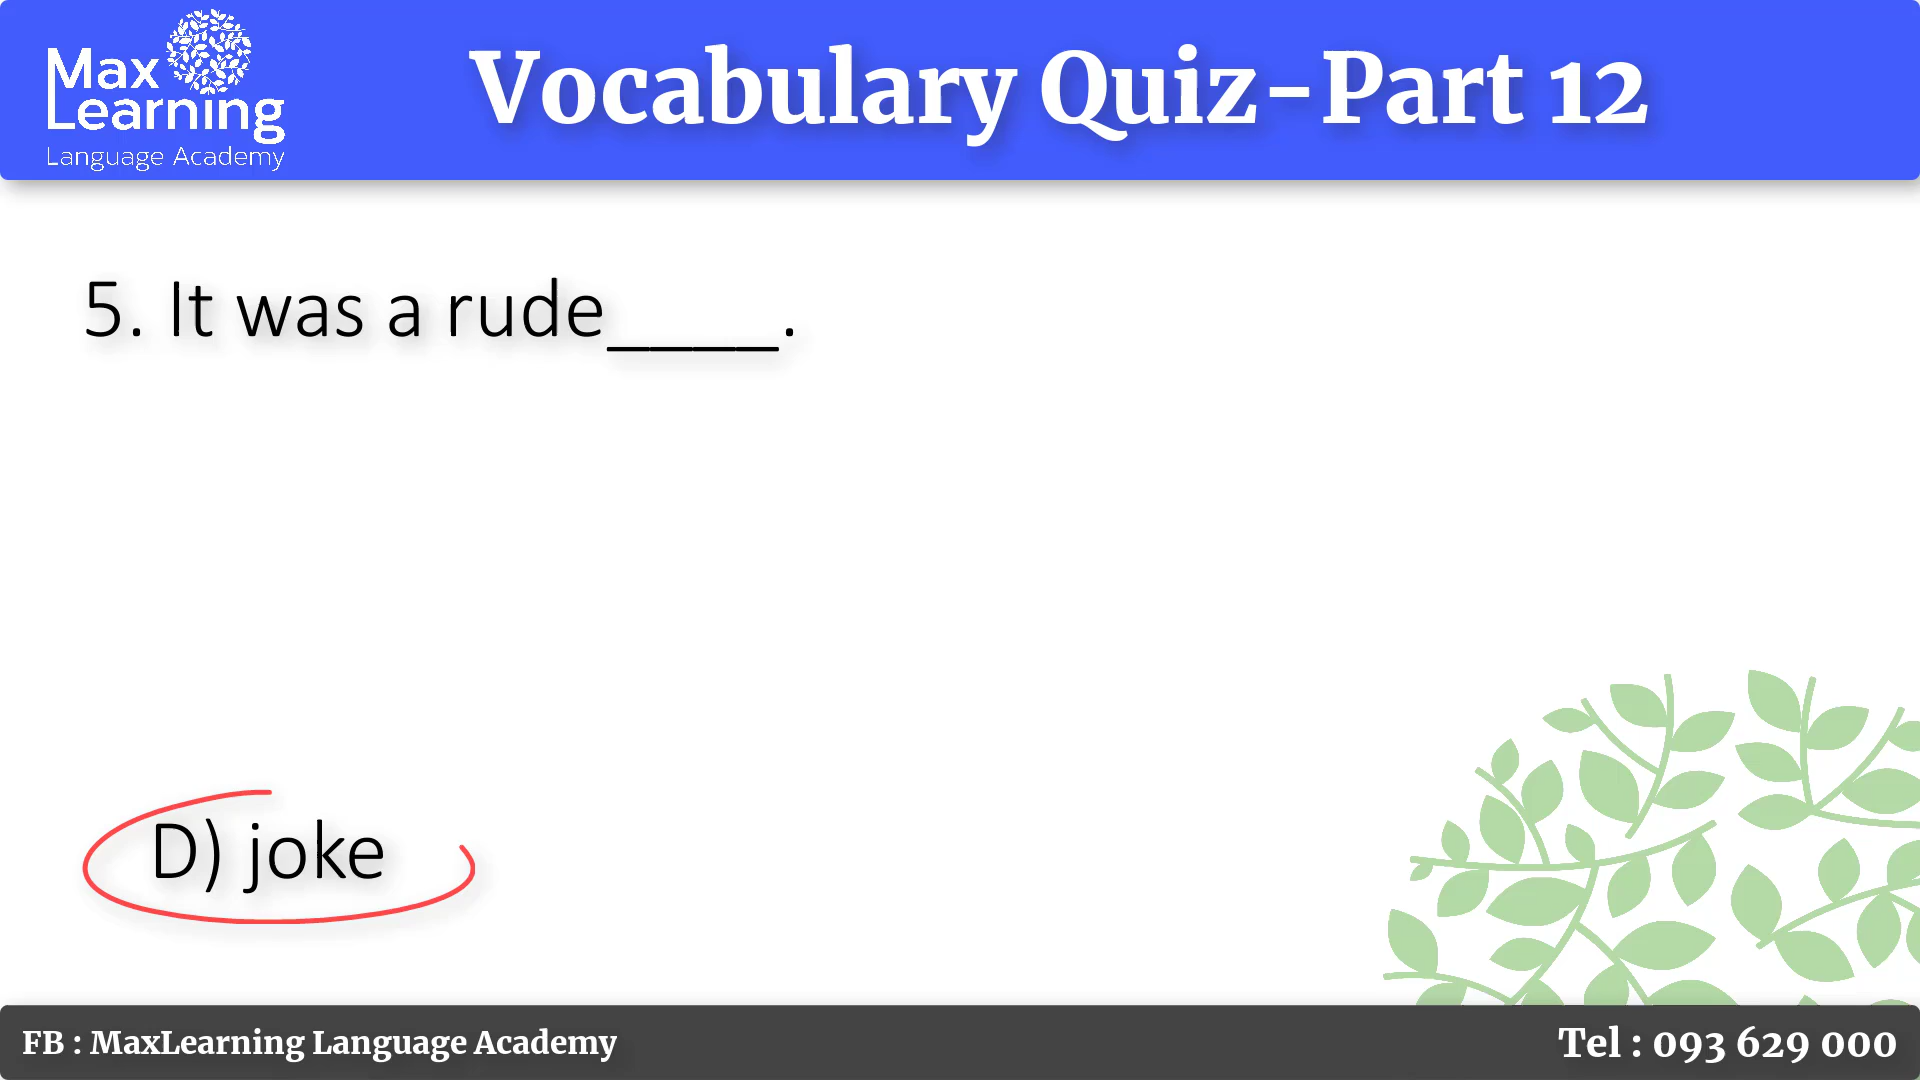 Max
Learning
Language Academy
Vocabulary Quiz-Part 12
5. It was a rude____.
D) joke
FB : MaxLearning Language Academy
Tel : 093 629 000